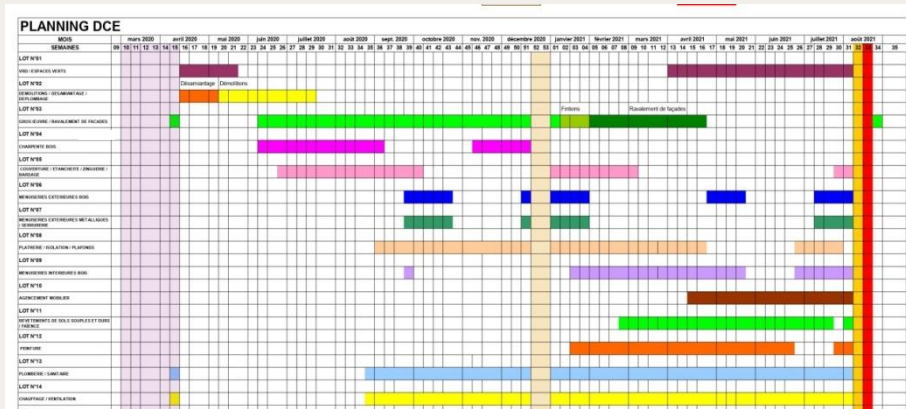 PLANNING DCE
MOIS mars 2020 avril 2020 mai 2020 juin 2020 juillet 2020 août 2020 sept. 2020 octobre 2020 nov. 2020 décembre 2020 janvier 2021 février 2021 mars 2021 avril 2021 mai 2021 juin 2021 juillet 2021 août 2021
SEMAINES 09 10 11 12 13 14 15 16 17 18 19 20 21 22 23 24 25 26 27 28 29 30 31 32 33 34 35 36 37 38 39 40 41 42 43 44 45 46 47 48 49 50 51 52 53 01 02 03 04 05 06 07 08 09 10 11 12 13 14 15 16 17 18 19 20 21 22 23 24 25 26 27 28 29 30 31 32 33 34 35
LOT N°01
VRD / ESPACES VERTS
LOT N°02 Désamiantage Démolitions
DEMOLITIONS / DESAMIANTAGE /
DEPLOMBAGE
LOT N°03 Finitions Ravalement de façades
GROS ŒUVRE / RAVALEMENT DE FACADES
LOT N°04
CHARPENTE BOIS
LOT N°05
COUVERTURE / ETANCHEITE / ZINGUERIE /
BARDAGE
LOT N°06
MENUISERIES EXTERIEURES BOIS
LOT N°07
MENUISERIES EXTERIEURES METALLIQUES
/ SERRURERIE
LOT N°08
PLATRERIE / ISOLATION / PLAFONDS
LOT N°09
MENUISERIES INTERIEURES BOIS
LOT N°10
AGENCEMENT MOBILIER
LOT N°11
REVETEMENTS DE SOLS SOUPLES ET DURS
/ FAÏENCE
LOT N°12
PEINTURE
LOT N°13
PLOMBERIE / SANITAIRE
LOT N°14
CHAUFFAGE / VENTILATION